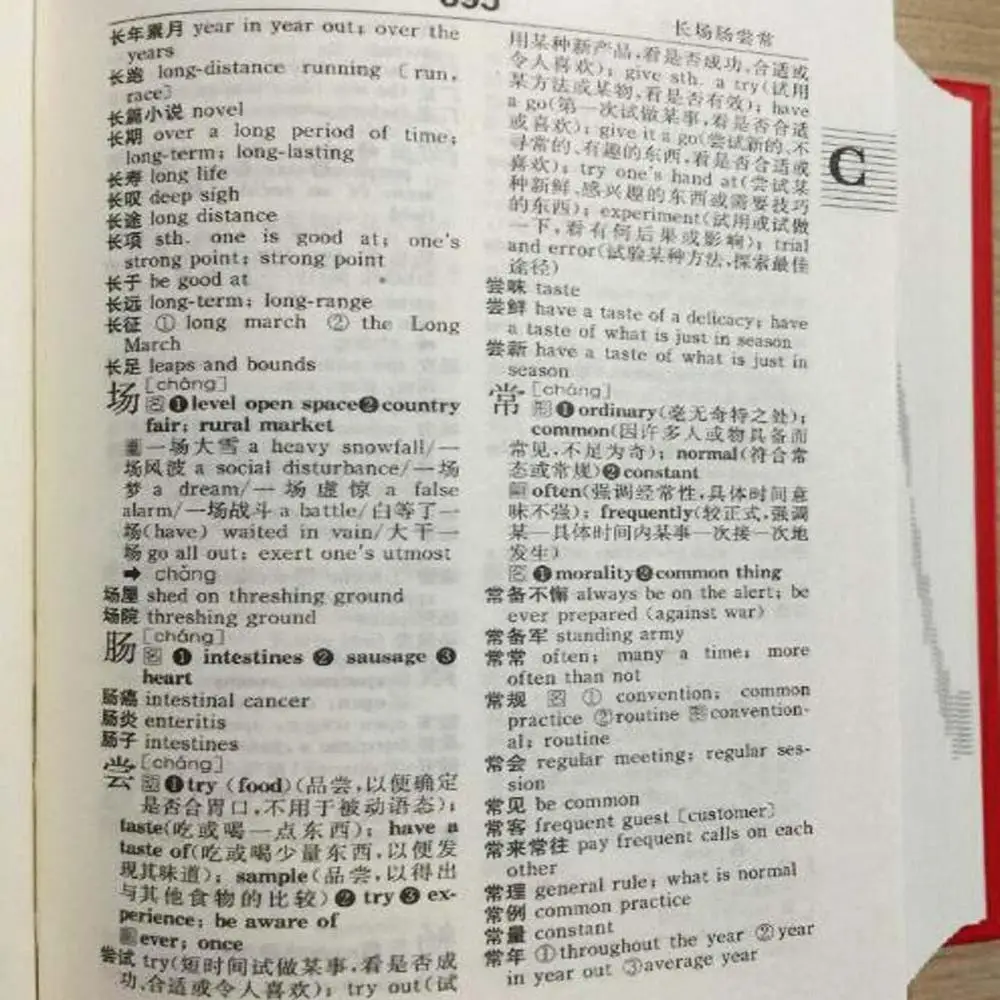 长场肠尝常
长年累月 year in year out; over the
years
长跑 long-distance running〔run,
race〕
长篇小说 novel
长期 over a long period of time;
long-term; long-lasting
长寿 long life
长叹 deep sigh
长途 long distance
长项 sth. one is good at; one's
strong point; strong point
长于 be good at
长远 long-term; long-range
长征 ① long march ② the Long
March
长足 leaps and bounds
场 [cháng]
名 ❶level open space❷country
fair; rural market
量一场大雪 a heavy snowfall/一
场风波 a social disturbance/一场
梦 a dream/一场虚惊 a false
alarm/一场战斗 a battle/白等了一
场(have) waited in vain/大干一
场 go all out; exert one's utmost
➡ chǎng
场屋 shed on threshing ground
场院 threshing ground
肠 [cháng]
名 ❶ intestines ❷ sausage ❸
heart
肠癌 intestinal cancer
肠炎 enteritis
肠子 intestines
尝 [cháng]
动 ❶try (food)(品尝,以便确定
是否合胃口,不用于被动语态);
taste(吃或喝一点东西); have a
taste of(吃或喝少量东西,以便发
现其味道); sample(品尝,以得出
与其他食物的比较)❷try❸ex-
perience; be aware of
副ever; once
尝试 try(短时间试做某事,看是否成
功、合适或令人喜欢); try out(试
用某种新产品,看是否成功、合适或
令人喜欢); give sth. a try(试用
某方法或某物,看是否有效); have
a go(第一次试做某事,看是否合适
或喜欢); give it a go(尝试新的、不
寻常的、有趣的东西,看是否合适或
喜欢); try one's hand at(尝试某
种新鲜、感兴趣的东西或需要技巧
的东西); experiment(试用或试做
一下,看有何后果或影响); trial
and error(试验某种方法,探索最佳
途径)
尝味 taste
尝鲜 have a taste of a delicacy; have
a taste of what is just in season
尝新 have a taste of what is just in
season
常 [cháng]
形 ❶ordinary(毫无奇特之处);
common(因许多人或物具备而
常见,不足为奇); normal(符合常
态或常规)❷constant
副often(强调经常性,具体时间意
味不强); frequently(较正式,强调
某一具体时间内某事一次接一次地
发生)
名 ❶morality❷common thing
常备不懈 always be on the alert; be
ever prepared (against war)
常备军 standing army
常常 often; many a time; more
often than not
常规 名 ① convention; common
practice ②routine 形convention-
al; routine
常会 regular meeting; regular ses-
sion
常见 be common
常客 frequent guest〔customer〕
常来常往 pay frequent calls on each
other
常理 general rule; what is normal
常例 common practice
常量 constant
常年 ①throughout the year ②year
in year out ③average year
C